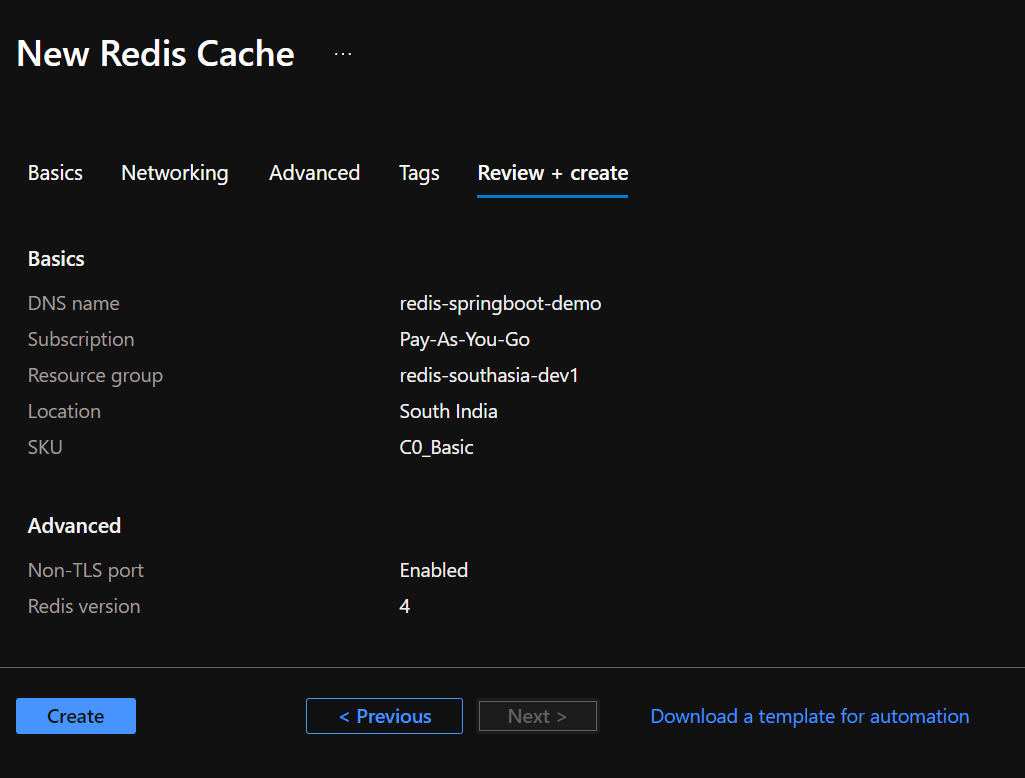 New Redis Cache ...
Basics Networking Advanced Tags Review + create
Basics
DNS name redis-springboot-demo
Subscription Pay-As-You-Go
Resource group redis-southasia-dev1
Location South India
SKU C0_Basic
Advanced
Non-TLS port Enabled
Redis version 4
Create < Previous Next > Download a template for automation